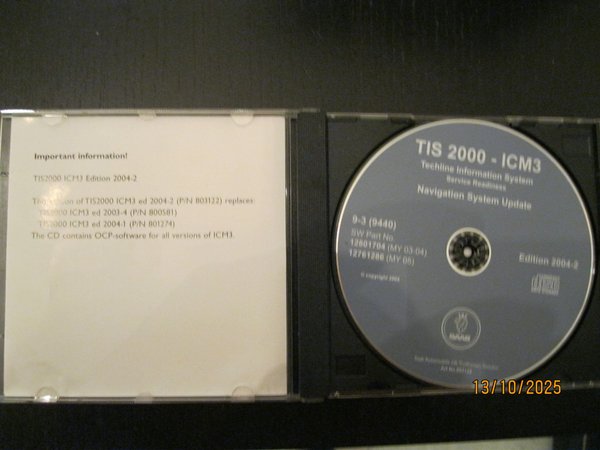 Important information!
TIS2000 ICM3 Edition 2004-2
This version of TIS2000 ICM3 ed 2004-2 (P/N 803122) replaces:
TIS2000 ICM3 ed 2003-4 (P/N 800581)
TIS2000 ICM3 ed 2004-1 (P/N 801274)
The CD contains OCP-software for all versions of ICM3.
TIS 2000 - ICM3
Techline Information System
Service Readiness
Navigation System Update
9-3 (9440)
SW Part No
12801704 (MY 03-04)
12761286 (MY 05)
Edition 2004-2
© copyright 2004
SAAB
13/10/2025